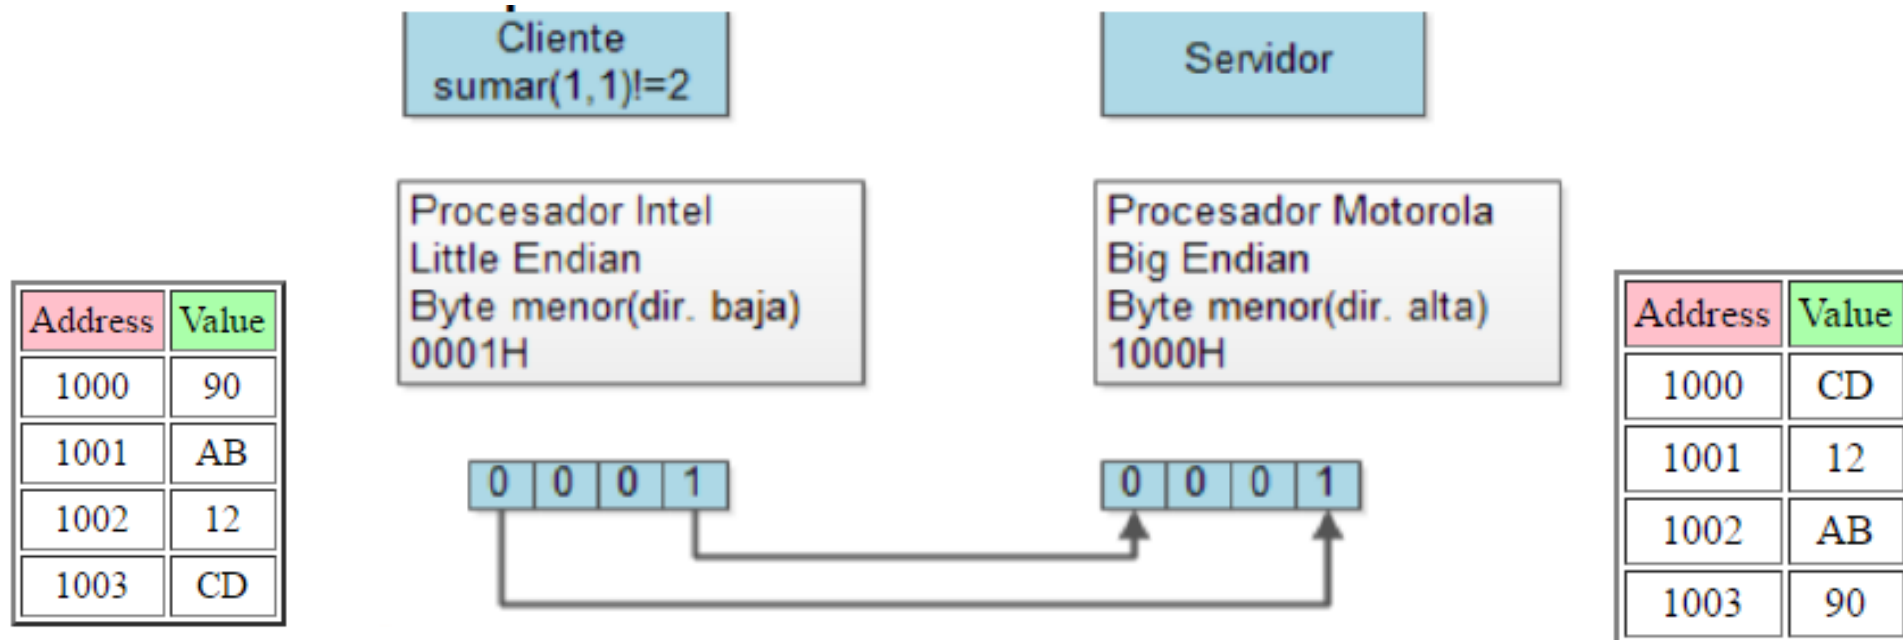 Cliente
sumar(1,1)!=2
Servidor
Procesador Intel
Little Endian
Byte menor(dir. baja)
0001H
Procesador Motorola
Big Endian
Byte menor(dir. alta)
1000H
Address Value
1000 90
1001 AB
1002 12
1003 CD
0 0 0 1
0 0 0 1
Address Value
1000 CD
1001 12
1002 AB
1003 90